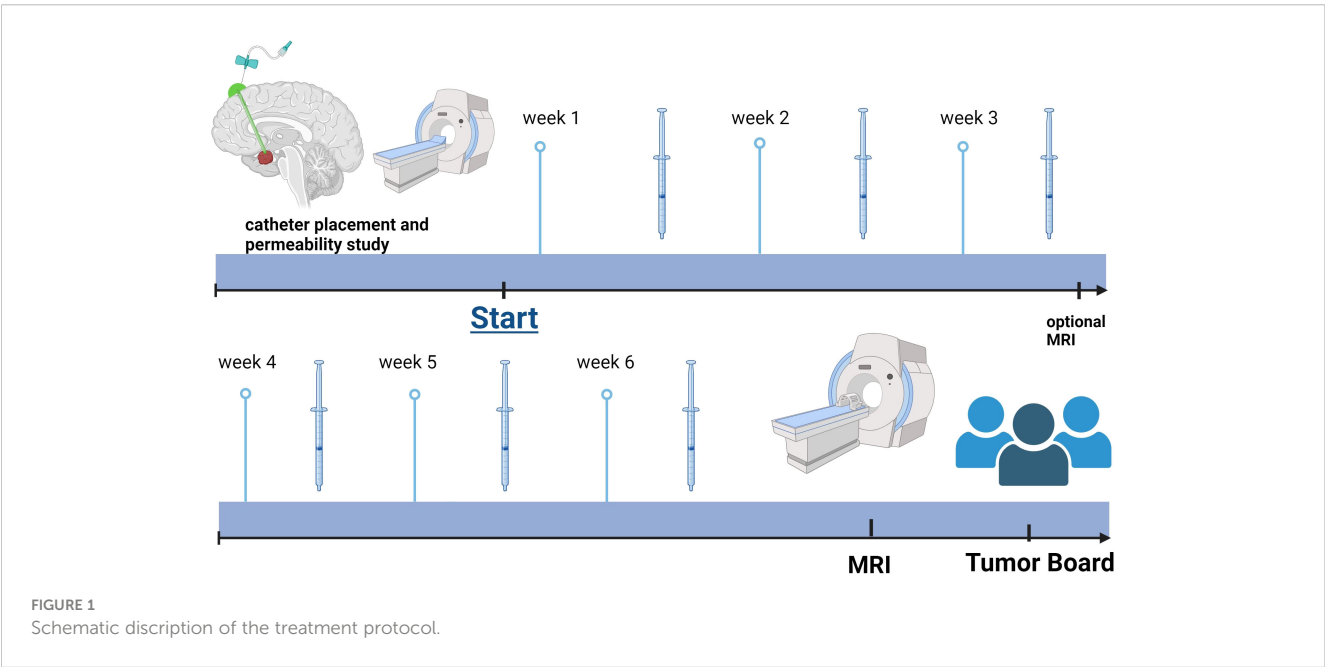 week 1
week 2
week 3
catheter placement and
permeability study
Start
optional
MRI
week 4
week 5
week 6
MRI
Tumor Board
FIGURE 1
Schematic discription of the treatment protocol.